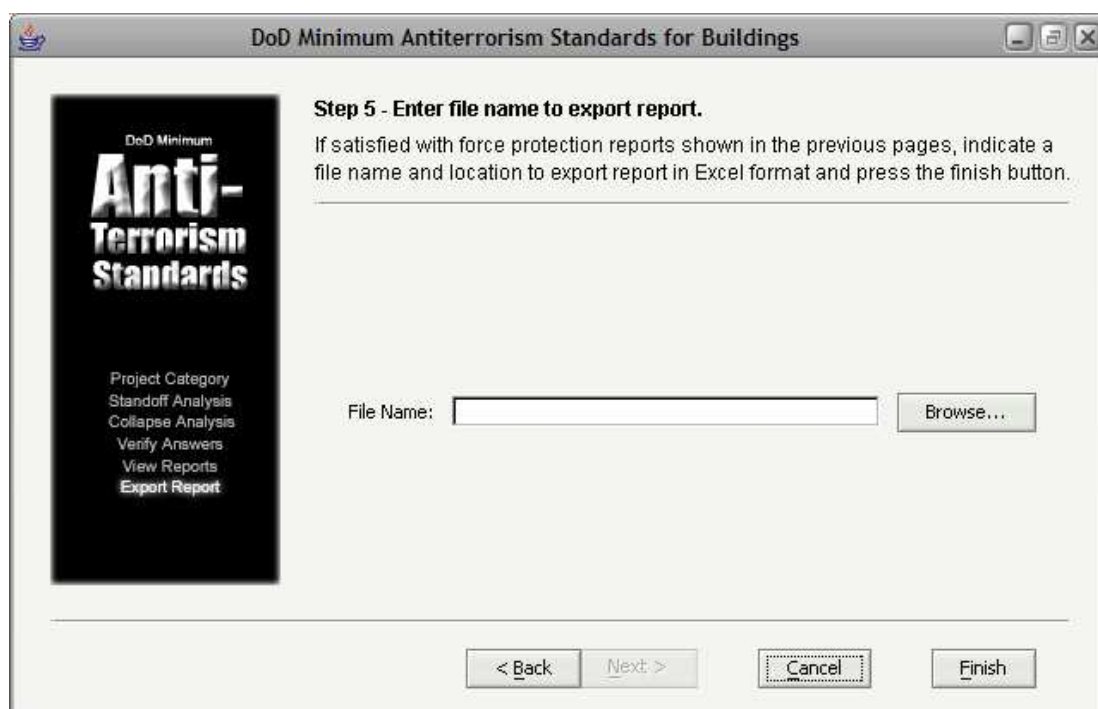 DoD Minimum Antiterrorism Standards for Buildings
DoD Minimum
Anti-
Terrorism
Standards
Project Category
Standoff Analysis
Collapse Analysis
Verify Answers
View Reports
Export Report
Step 5 - Enter file name to export report.
If satisfied with force protection reports shown in the previous pages, indicate a
file name and location to export report in Excel format and press the finish button.
File Name:
Browse...
< Back
Next >
Cancel
Finish